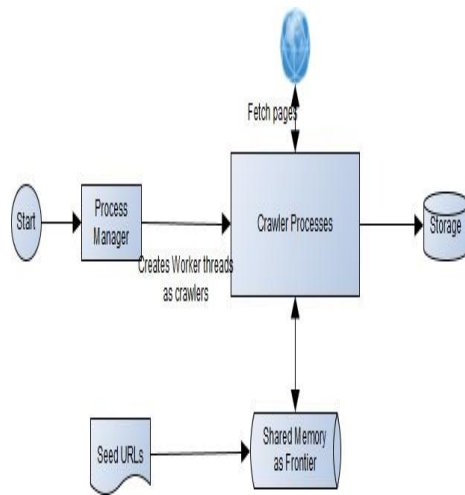 Fetch pages
Start
Process
Manager
Creates Worker threads
as crawlers
Crawler Processes
Storage
Seed URLs
Shared Memory
as Frontier